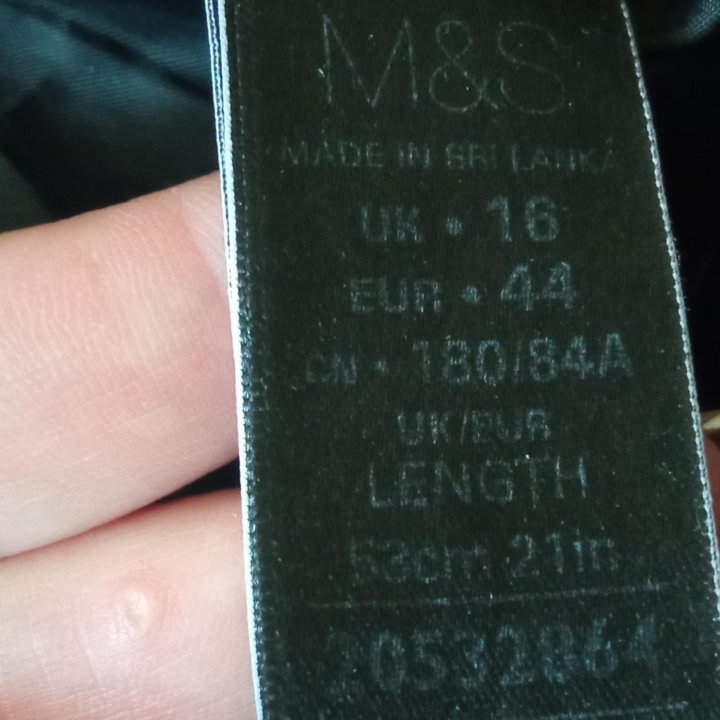 M&S
MADE IN SRI LANKA
UK • 16
EUR • 44
CN • 180/84A
UK/EUR
LENGTH
53cm 21in
20532864